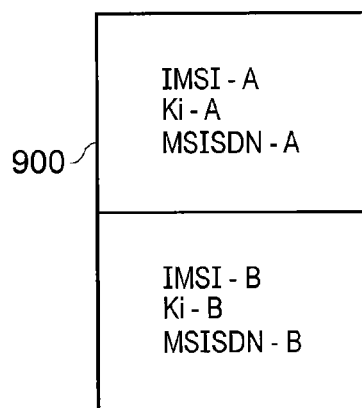 IMSI - A
Ki - A
MSISDN - A
900
IMSI - B
Ki - B
MSISDN - B